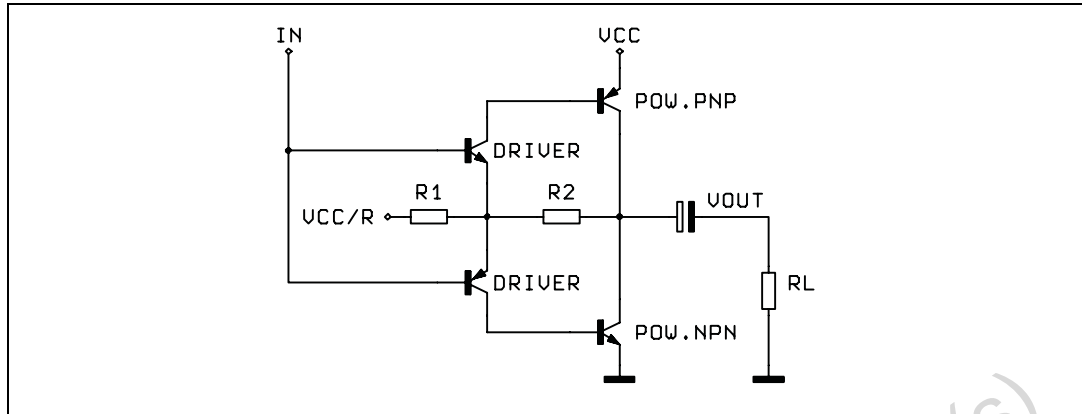 IN
VCC
POW.PNP
DRIVER
R1
R2
VOUT
VCC/R
DRIVER
RL
POW.NPN